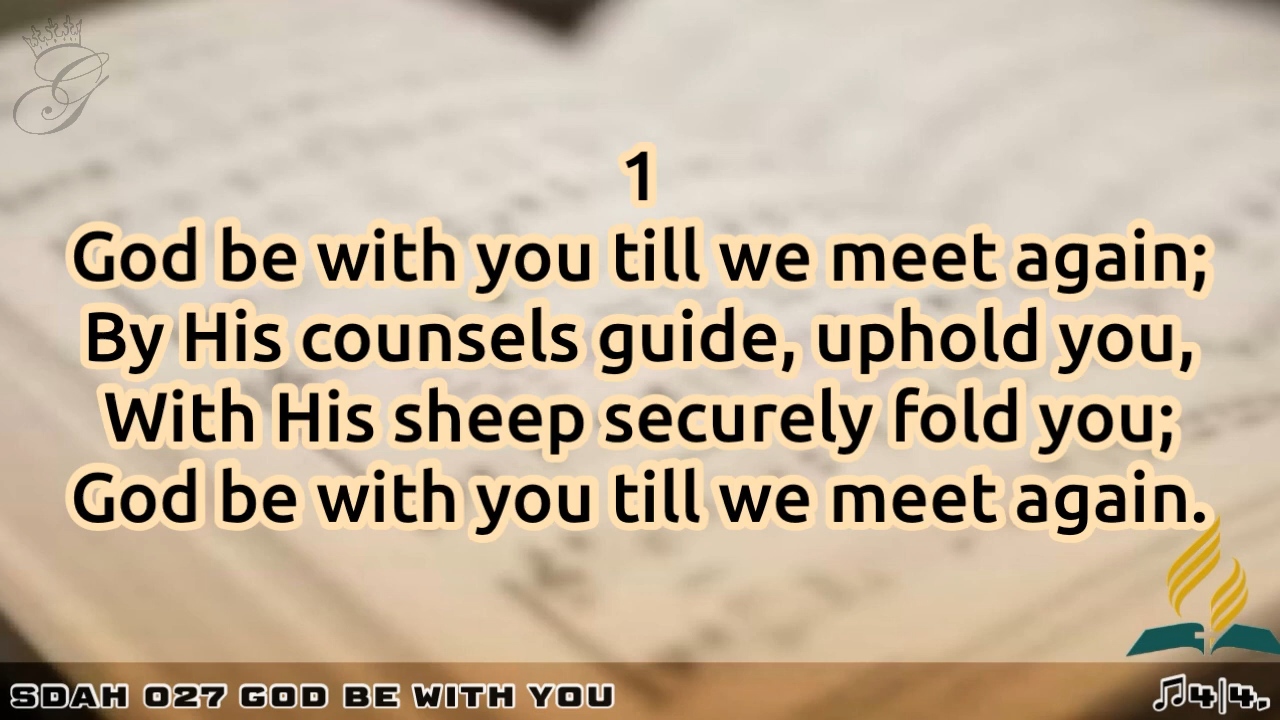 G
1
God be with you till we meet again;
By His counsels guide, uphold you,
With His sheep securely fold you;
God be with you till we meet again.
SDAH 027 GOD BE WITH YOU
♫4|4.